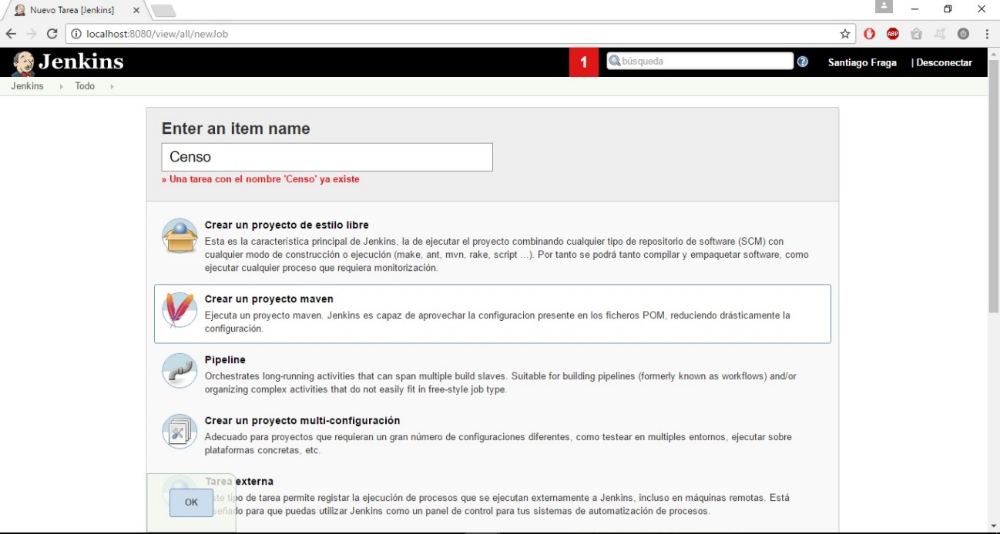 Nuevo Tarea [Jenkins]
localhost:8080/view/all/newJob
ABP
Jenkins
1
búsqueda
Santiago Fraga | Desconectar
Jenkins Todo
Enter an item name
Censo
» Una tarea con el nombre 'Censo' ya existe
Crear un proyecto de estilo libre
Esta es la característica principal de Jenkins, la de ejecutar el proyecto combinando cualquier tipo de repositorio de software (SCM) con
cualquier modo de construcción o ejecución (make, ant, mvn, rake, script ...). Por tanto se podrá tanto compilar y empaquetar software, como
ejecutar cualquier proceso que requiera monitorización.
Crear un proyecto maven
Ejecuta un proyecto maven. Jenkins es capaz de aprovechar la configuracion presente en los ficheros POM, reduciendo drásticamente la
configuración.
Pipeline
Orchestrates long-running activities that can span multiple build slaves. Suitable for building pipelines (formerly known as workflows) and/or
organizing complex activities that do not easily fit in free-style job type.
Crear un proyecto multi-configuración
Adecuado para proyectos que requieran un gran número de configuraciones diferentes, como testear en multiples entornos, ejecutar sobre
plataformas concretas, etc.
Tarea externa
tipo de tarea permite registar la ejecución de procesos que se ejecutan externamente a Jenkins, incluso en máquinas remotas. Está
OK
para que puedas utilizar Jenkins como un panel de control para tus sistemas de automatización de procesos.